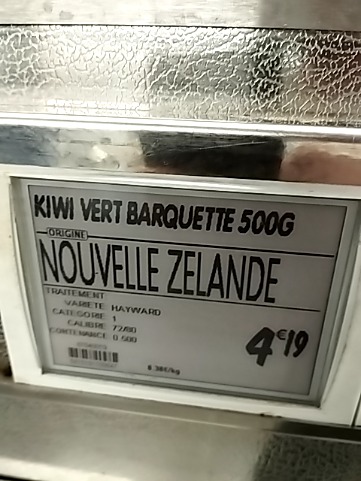 KIWI VERT BARQUETTE 500G
ORIGINE
NOUVELLE ZELANDE
TRAITEMENT
VARIETE HAYWARD
CATEGORIE 1
CALIBRE 72/80
CONTENANCE 0,500
4€19
8.38€/kg